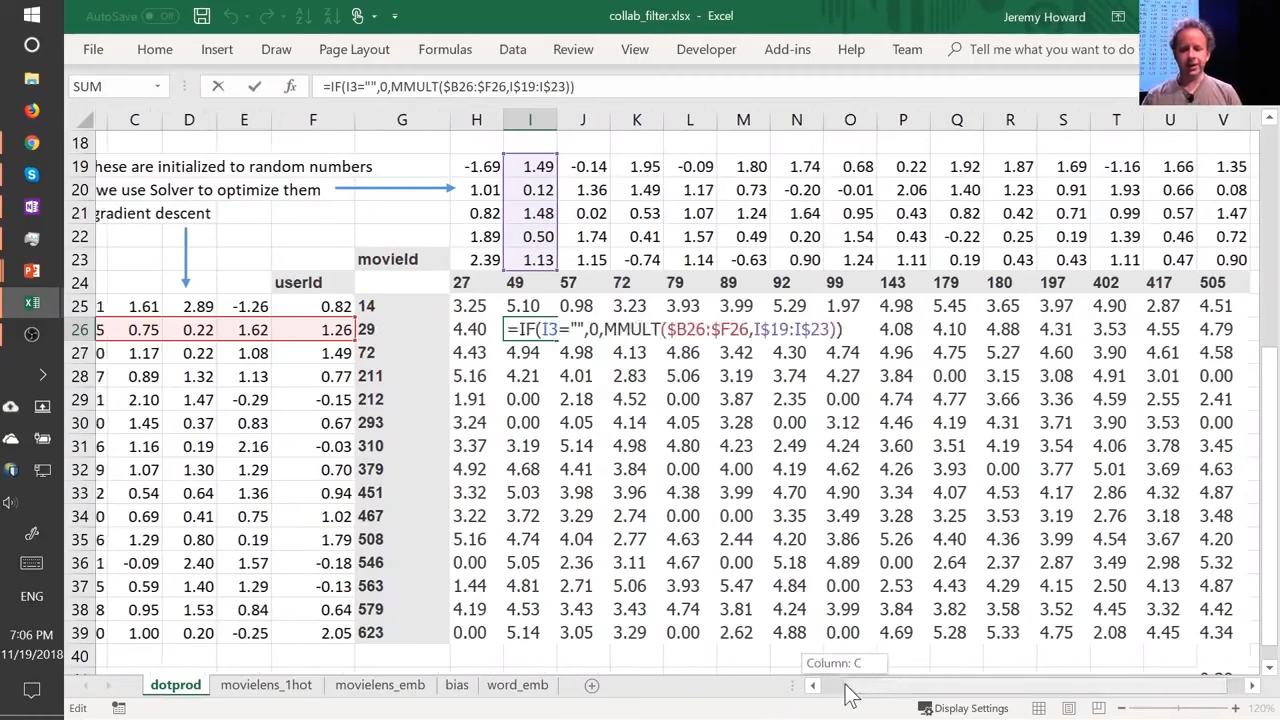 AutoSave Off
collab_filter.xlsx - Excel
Jeremy Howard
File Home Insert Draw Page Layout Formulas Data Review View Developer Add-ins Help Team Tell me what you want to do
SUM =IF(I3="",0,MMULT($B26:$F26,I$19:I$23))
C D E F G H I J K L M N O P Q R S T U V
18
19 hese are initialized to random numbers -1.69 1.49 -0.14 1.95 -0.09 1.80 1.74 0.68 0.22 1.92 1.87 1.69 -1.16 1.66 1.35
20 we use Solver to optimize them 1.01 0.12 1.36 1.49 1.17 0.73 -0.20 -0.01 2.06 1.40 1.23 0.91 1.93 0.66 0.08
21 gradient descent 0.82 1.48 0.02 0.53 1.07 1.24 1.64 0.95 0.43 0.82 0.42 0.71 0.99 0.57 1.47
22 1.89 0.50 1.74 0.41 1.57 0.49 0.20 1.54 0.43 -0.22 0.25 0.19 1.39 0.46 0.72
23 movieId 2.39 1.13 1.15 -0.74 1.14 -0.63 0.90 1.24 1.11 0.19 0.43 0.43 1.11 0.47 0.90
24 userId 27 49 57 72 79 89 92 99 143 179 180 197 402 417 505
25 1 1.61 2.89 -1.26 0.82 14 3.25 5.10 0.98 3.23 3.93 3.99 5.29 1.97 4.98 5.45 3.65 3.97 4.90 2.87 4.51
26 5 0.75 0.22 1.62 1.26 29 4.40 =IF(I3="",0,MMULT($B26:$F26,I$19:I$23)) 4.08 4.10 4.88 4.31 3.53 4.55 4.79
27 0 1.17 0.22 1.08 1.49 72 4.43 4.94 4.98 4.13 4.86 3.42 4.30 4.74 4.96 4.75 5.27 4.60 3.90 4.61 4.58
28 7 0.89 1.32 1.13 0.77 211 5.16 4.21 4.01 2.83 5.06 3.19 3.74 4.27 3.84 0.00 3.15 3.08 4.91 3.01 0.00
29 1 2.10 1.47 -0.29 -0.15 212 1.91 0.00 2.18 4.52 0.00 3.87 2.35 0.00 4.74 4.77 3.66 3.36 4.59 2.55 2.41
30 0 1.45 0.37 0.83 0.67 293 3.24 0.00 4.05 4.14 4.05 3.28 0.00 3.12 4.46 4.19 4.31 3.71 3.90 3.53 0.00
31 6 1.16 0.19 2.16 -0.03 310 3.37 3.19 5.14 4.98 4.80 4.23 2.49 4.24 3.60 3.51 4.19 3.54 4.06 3.78 3.45
32 9 1.07 1.30 1.29 0.70 379 4.92 4.68 4.41 3.84 0.00 4.00 4.19 4.62 4.26 3.93 0.00 3.77 5.01 3.69 4.63
33 2 0.54 0.64 1.36 0.94 451 3.32 5.03 3.98 3.96 4.38 3.99 4.70 4.90 3.34 4.07 4.53 4.18 2.86 4.32 4.87
34 0 0.69 0.41 0.75 1.02 467 3.22 3.72 3.29 2.74 0.00 0.00 3.35 3.49 3.28 3.25 3.53 3.19 2.76 3.18 3.48
35 6 1.29 0.80 0.19 1.79 508 5.16 4.74 4.04 2.77 4.63 2.44 4.20 3.86 5.26 4.40 4.36 3.99 4.54 3.67 4.20
36 1 -0.09 2.40 1.57 -0.18 546 0.00 5.05 2.36 3.11 4.67 0.00 5.18 4.89 0.00 2.64 2.37 2.87 3.49 2.98 5.32
37 5 0.59 1.40 1.29 -0.13 563 1.44 4.81 2.71 5.06 3.93 5.47 4.84 0.00 2.53 4.43 4.29 4.15 2.50 4.13 4.87
38 8 0.95 1.53 0.84 0.64 579 4.19 4.53 3.43 3.43 4.74 3.81 4.24 3.99 3.84 3.82 3.58 3.52 4.45 3.32 4.42
39 0 1.00 0.20 -0.25 2.05 623 0.00 5.14 3.05 3.29 0.00 2.62 4.88 0.00 4.69 5.28 5.33 4.75 2.08 4.45 4.34
40
Column: C
dotprod movielens_1hot movielens_emb bias word_emb
Edit Display Settings 120%
ENG
7:06 PM
11/19/2018